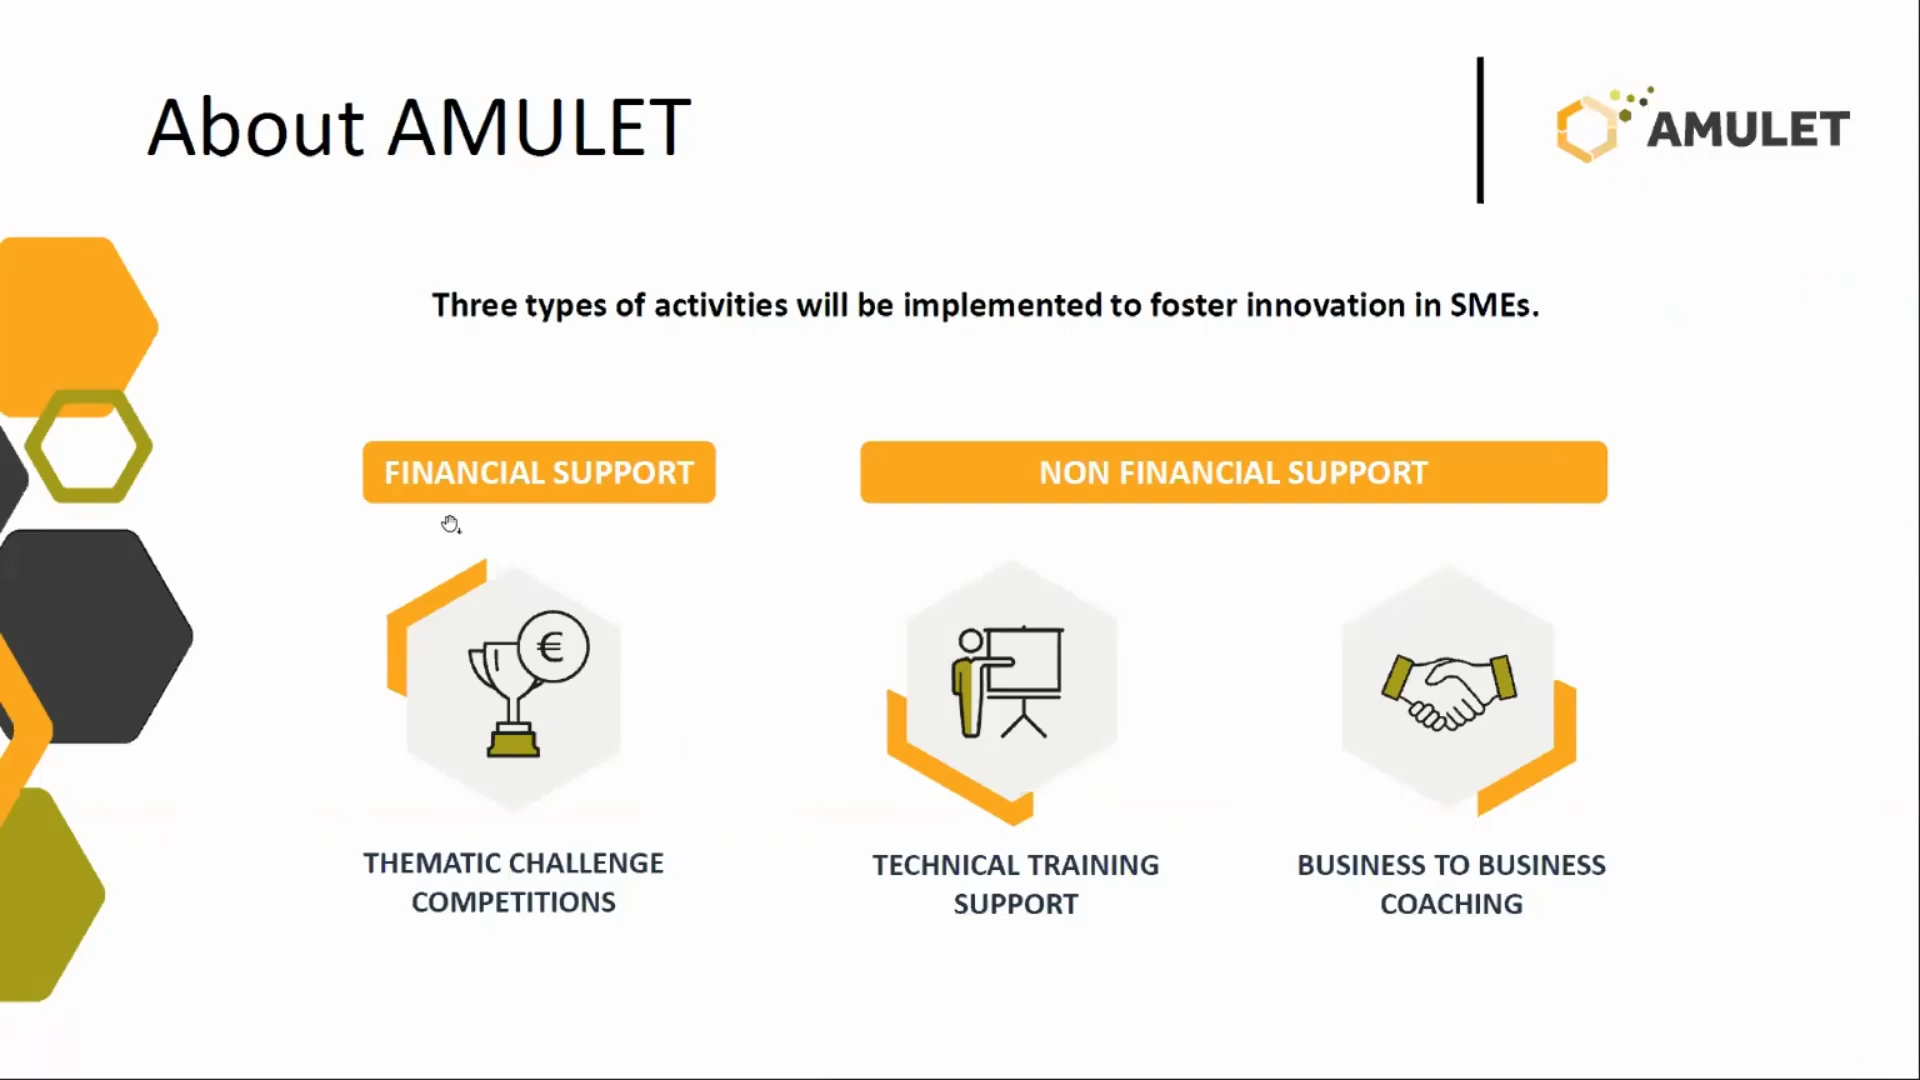 About AMULET
AMULET
Three types of activities will be implemented to foster innovation in SMEs.
FINANCIAL SUPPORT
NON FINANCIAL SUPPORT
€
THEMATIC CHALLENGE
COMPETITIONS
TECHNICAL TRAINING
SUPPORT
BUSINESS TO BUSINESS
COACHING